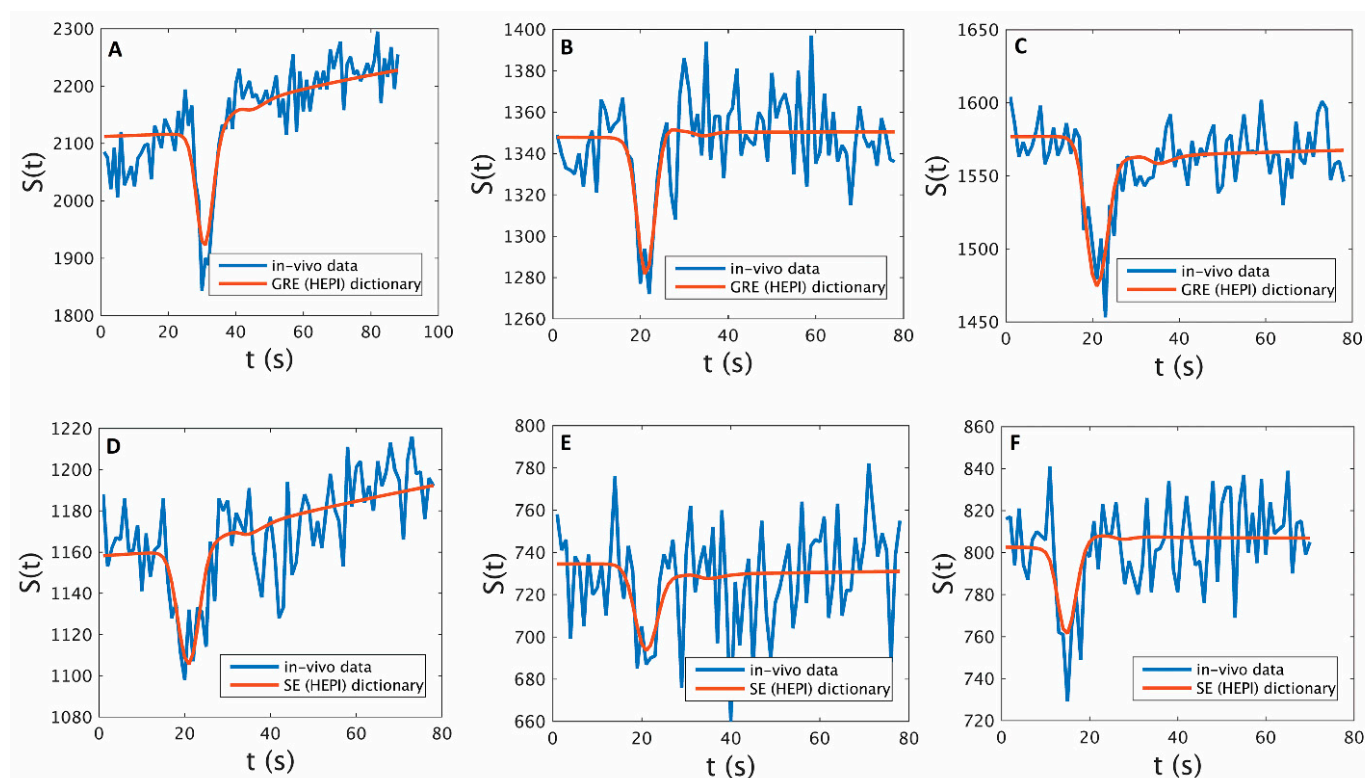 A
2300
2200
2100
2000
1900
1800
S(t)
in-vivo data
GRE (HEPI) dictionary
0 20 40 60 80 100
t (s)
B
1400
1380
1360
1340
1320
1300
1280
1260
S(t)
in-vivo data
GRE (HEPI) dictionary
0 20 40 60 80
t (s)
C
1650
1600
1550
1500
1450
S(t)
in-vivo data
GRE (HEPI) dictionary
0 20 40 60 80
t (s)
D
1220
1200
1180
1160
1140
1120
1100
1080
S(t)
in-vivo data
SE (HEPI) dictionary
0 20 40 60 80
t (s)
E
800
780
760
740
720
700
680
660
S(t)
in-vivo data
SE (HEPI) dictionary
0 20 40 60 80
t (s)
F
860
840
820
800
780
760
740
720
S(t)
in-vivo data
SE (HEPI) dictionary
0 20 40 60 80
t (s)